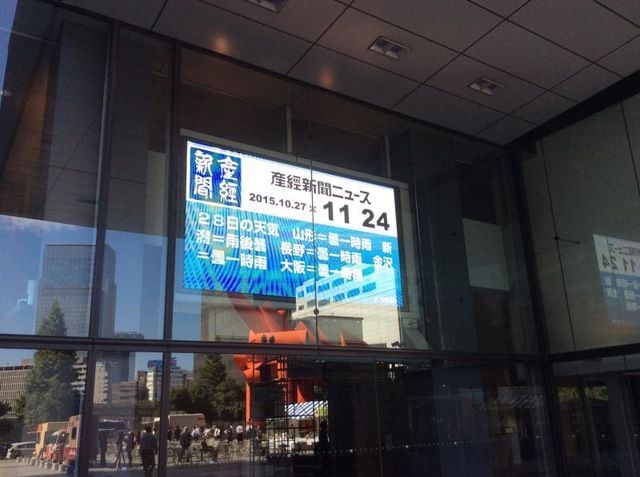 産經新聞
産經新聞ニュース
2015.10.27 火 11 24
28日の天気 山形=曇一時雨 新
潟=雨後曇 長野=曇一時雨 金沢
=曇一時雨 大阪=曇一時雨
11 24